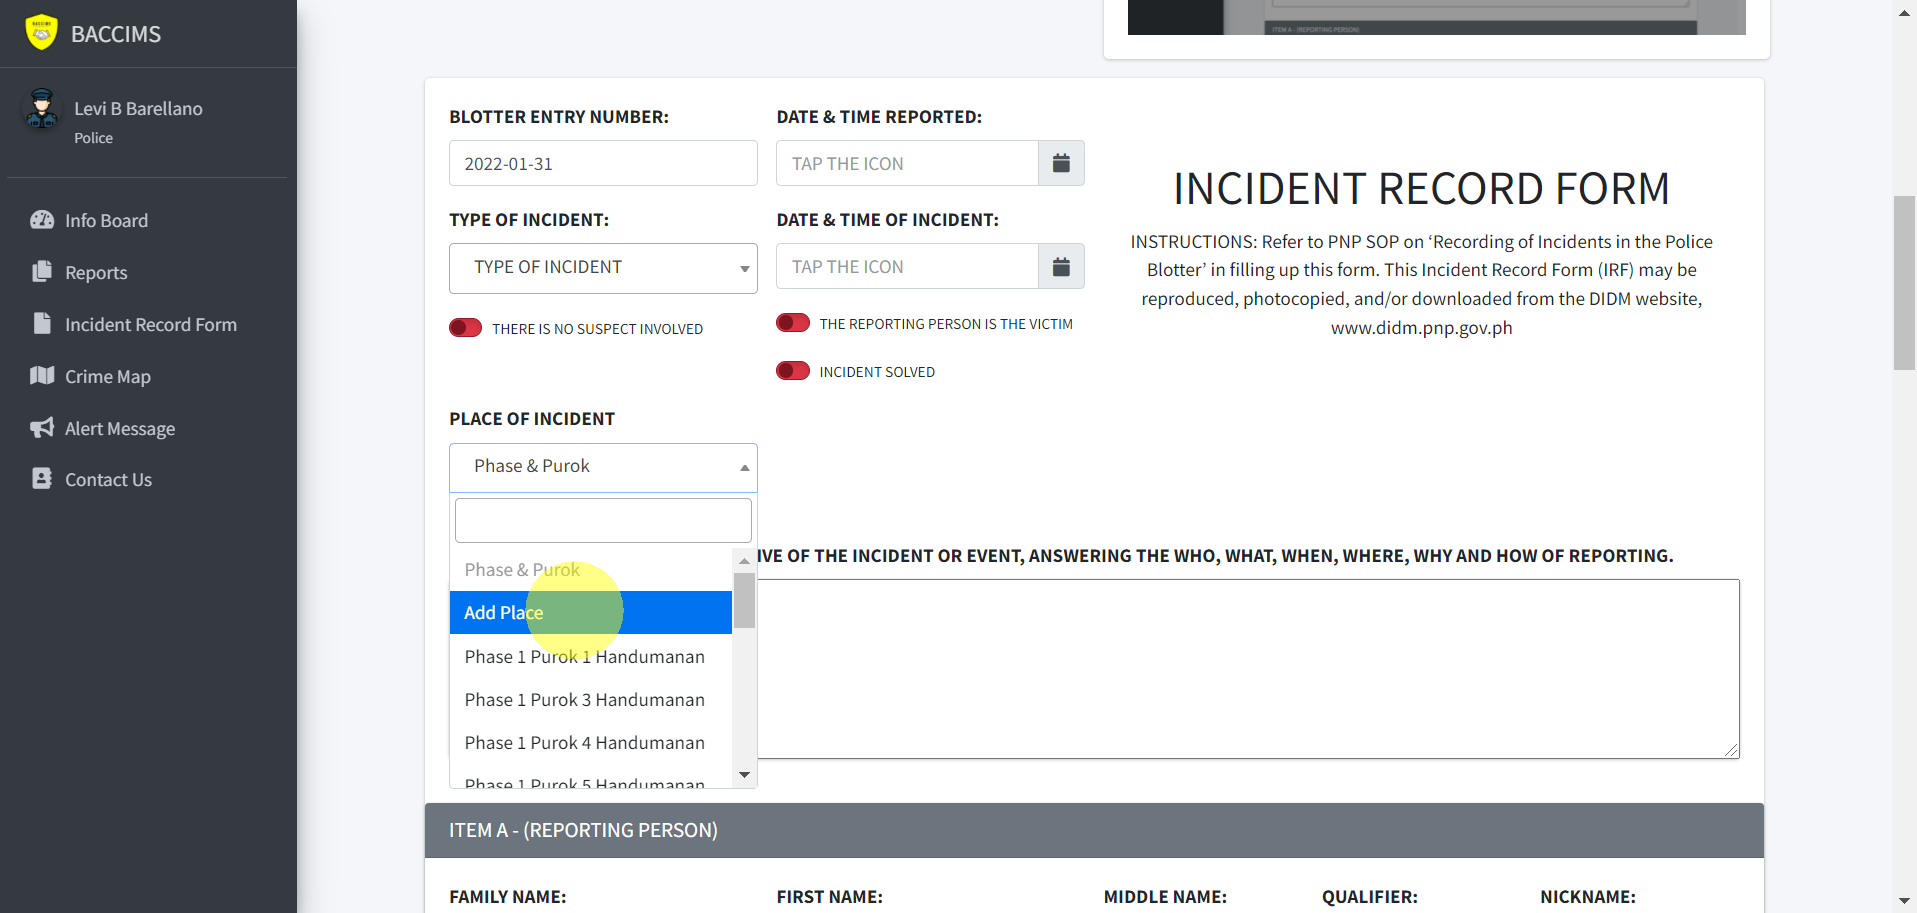 BACCIMS
Levi B Barellano
Police
Info Board
Reports
Incident Record Form
Crime Map
Alert Message
Contact Us
ITEM A - (REPORTING PERSON)
BLOTTER ENTRY NUMBER:
2022-01-31
DATE & TIME REPORTED:
TAP THE ICON
TYPE OF INCIDENT:
TYPE OF INCIDENT
DATE & TIME OF INCIDENT:
TAP THE ICON
THERE IS NO SUSPECT INVOLVED
THE REPORTING PERSON IS THE VICTIM
INCIDENT SOLVED
INCIDENT RECORD FORM
INSTRUCTIONS: Refer to PNP SOP on ‘Recording of Incidents in the Police
Blotter’ in filling up this form. This Incident Record Form (IRF) may be
reproduced, photocopied, and/or downloaded from the DIDM website,
www.didm.pnp.gov.ph
PLACE OF INCIDENT
Phase & Purok
Phase & Purok
Add Place
Phase 1 Purok 1 Handumanan
Phase 1 Purok 3 Handumanan
Phase 1 Purok 4 Handumanan
Phase 1 Purok 5 Handumanan
IVE OF THE INCIDENT OR EVENT, ANSWERING THE WHO, WHAT, WHEN, WHERE, WHY AND HOW OF REPORTING.
ITEM A - (REPORTING PERSON)
FAMILY NAME:
FIRST NAME:
MIDDLE NAME:
QUALIFIER:
NICKNAME: